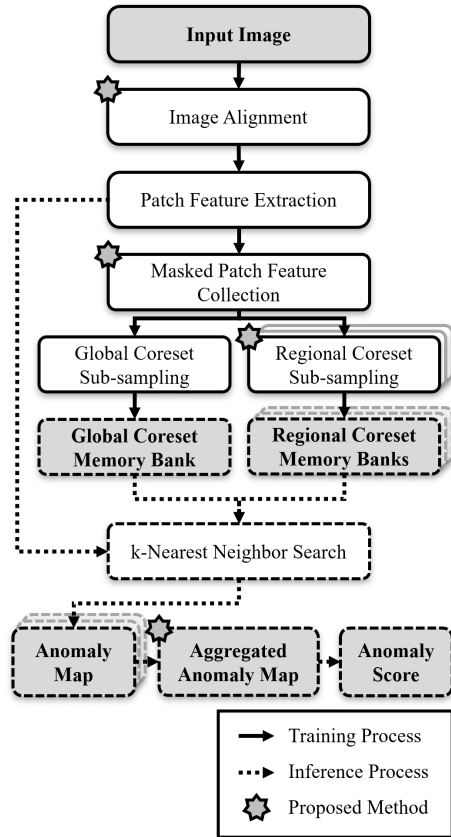 Input Image
Image Alignment
Patch Feature Extraction
Masked Patch Feature
Collection
Global Coreset
Sub-sampling
Regional Coreset
Sub-sampling
Global Coreset
Memory Bank
Regional Coreset
Memory Banks
k-Nearest Neighbor Search
Anomaly
Map
Aggregated
Anomaly Map
Anomaly
Score
Training Process
Inference Process
Proposed Method